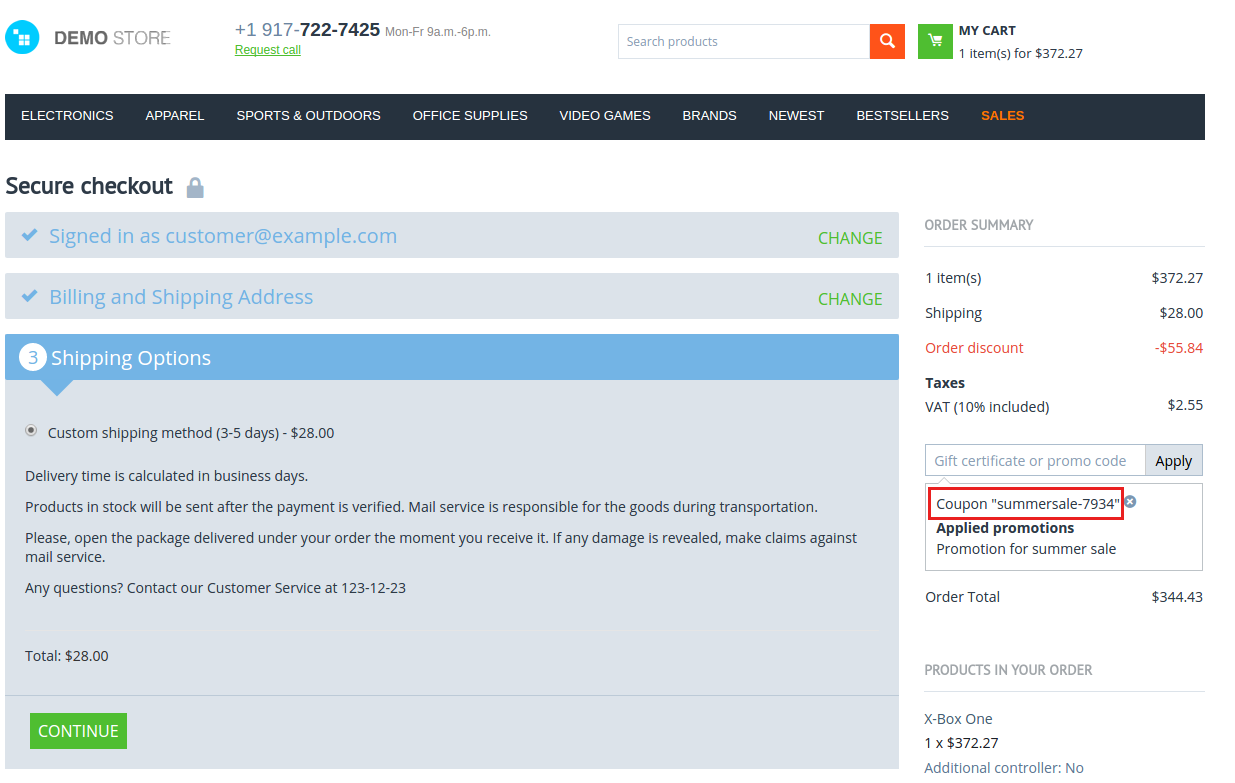 DEMO STORE
+1 917-722-7425 Mon-Fr 9a.m.-6p.m.
Request call
Search products
MY CART
1 item(s) for $372.27
ELECTRONICS APPAREL SPORTS & OUTDOORS OFFICE SUPPLIES VIDEO GAMES BRANDS NEWEST BESTSELLERS SALES
Secure checkout
Signed in as customer@example.com CHANGE
Billing and Shipping Address CHANGE
3 Shipping Options
Custom shipping method (3-5 days) - $28.00
Delivery time is calculated in business days.
Products in stock will be sent after the payment is verified. Mail service is responsible for the goods during transportation.
Please, open the package delivered under your order the moment you receive it. If any damage is revealed, make claims against
mail service.
Any questions? Contact our Customer Service at 123-12-23
Total: $28.00
CONTINUE
ORDER SUMMARY
1 item(s) $372.27
Shipping $28.00
Order discount -$55.84
Taxes
VAT (10% included) $2.55
Gift certificate or promo code Apply
Coupon "summersale-7934"
Applied promotions
Promotion for summer sale
Order Total $344.43
PRODUCTS IN YOUR ORDER
X-Box One
1 x $372.27
Additional controller: No